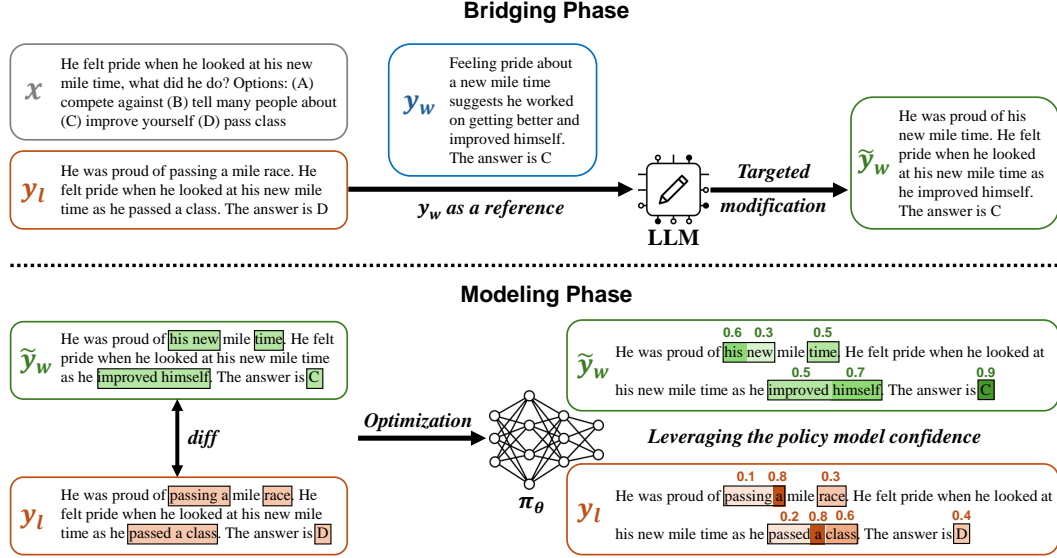 Bridging Phase
x
He felt pride when he looked at his new
mile time, what did he do? Options: (A)
compete against (B) tell many people about
(C) improve yourself (D) pass class
y_l
He was proud of passing a mile race. He
felt pride when he looked at his new mile
time as he passed a class. The answer is D
y_w
Feeling pride about
a new mile time
suggests he worked
on getting better and
improved himself.
The answer is C
y_w as a reference
LLM
Targeted
modification
ỹ_w
He was proud of his
new mile time. He felt
pride when he looked
at his new mile time as
he improved himself.
The answer is C
Modeling Phase
ỹ_w
He was proud of his new mile time. He felt
pride when he looked at his new mile time
as he improved himself. The answer is C
diff
y_l
He was proud of passing a mile race. He
felt pride when he looked at his new mile
time as he passed a class. The answer is D
Optimization
π_θ
ỹ_w
0.6 0.3 0.5
He was proud of his new mile time. He felt pride when he looked at
0.5 0.7 0.9
his new mile time as he improved himself. The answer is C
Leveraging the policy model confidence
y_l
0.1 0.8 0.3
He was proud of passing a mile race. He felt pride when he looked at
0.2 0.8 0.6 0.4
his new mile time as he passed a class. The answer is D